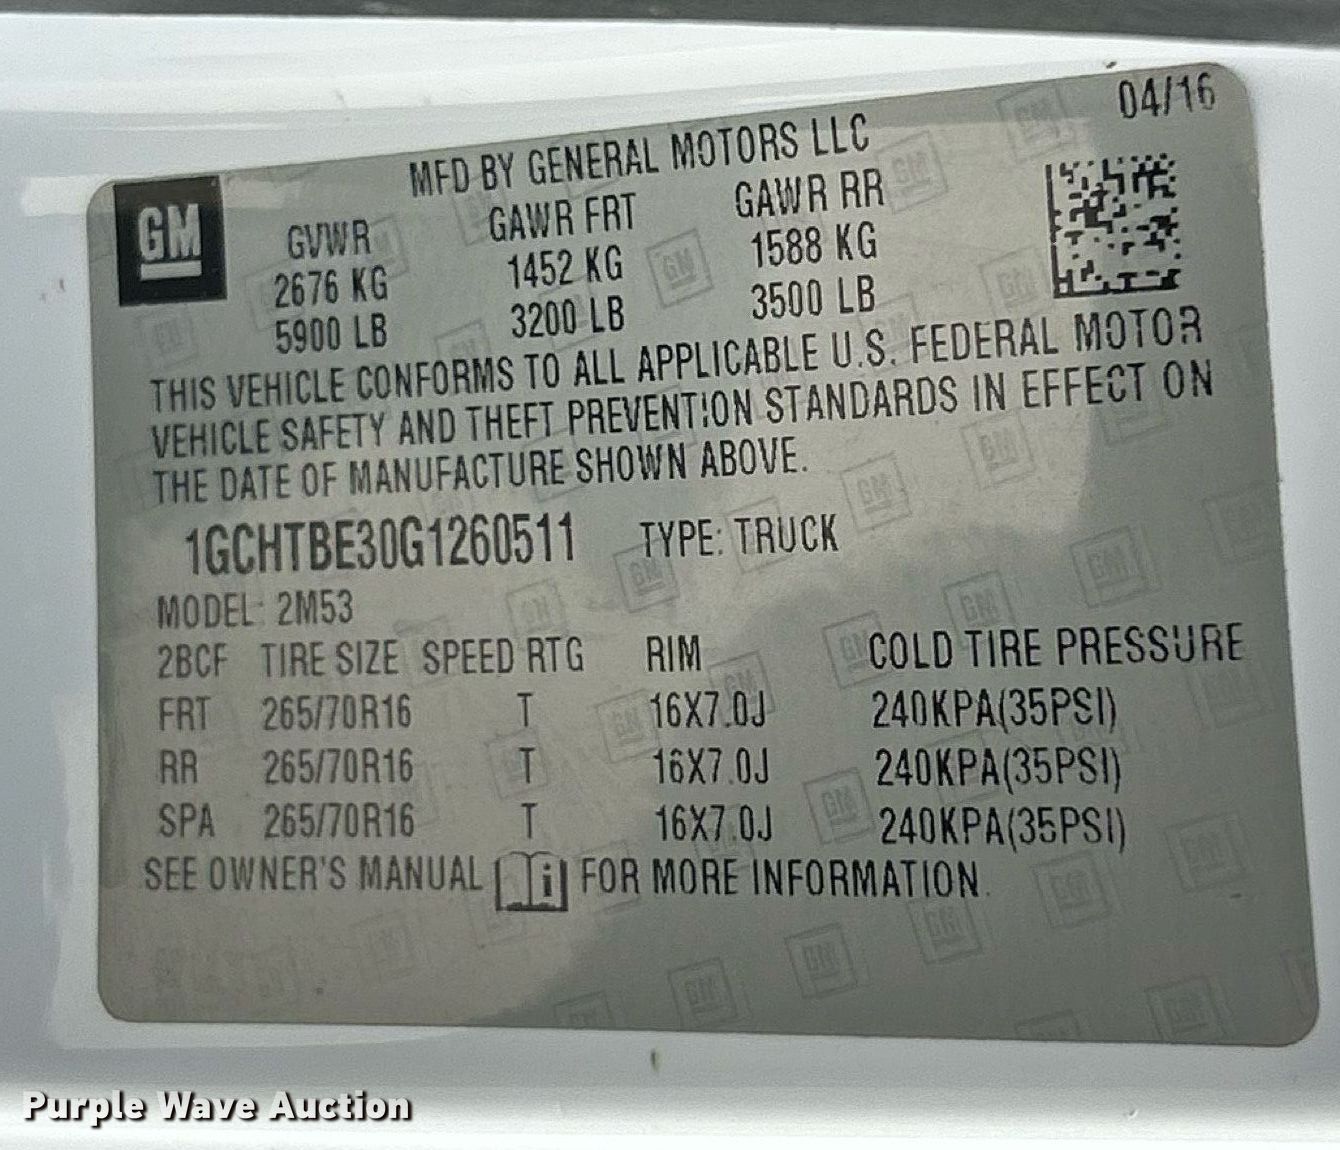 04/16
MFD BY GENERAL MOTORS LLC
GM
GVWR GAWR FRT GAWR RR
2676 KG 1452 KG 1588 KG
5900 LB 3200 LB 3500 LB
THIS VEHICLE CONFORMS TO ALL APPLICABLE U.S. FEDERAL MOTOR
VEHICLE SAFETY AND THEFT PREVENTION STANDARDS IN EFFECT ON
THE DATE OF MANUFACTURE SHOWN ABOVE.
1GCHTBE30G1260511 TYPE: TRUCK
MODEL: 2M53
2BCF TIRE SIZE SPEED RTG RIM COLD TIRE PRESSURE
FRT 265/70R16 T 16X7.0J 240KPA(35PSI)
RR 265/70R16 T 16X7.0J 240KPA(35PSI)
SPA 265/70R16 T 16X7.0J 240KPA(35PSI)
SEE OWNER'S MANUAL i FOR MORE INFORMATION.
Purple Wave Auction